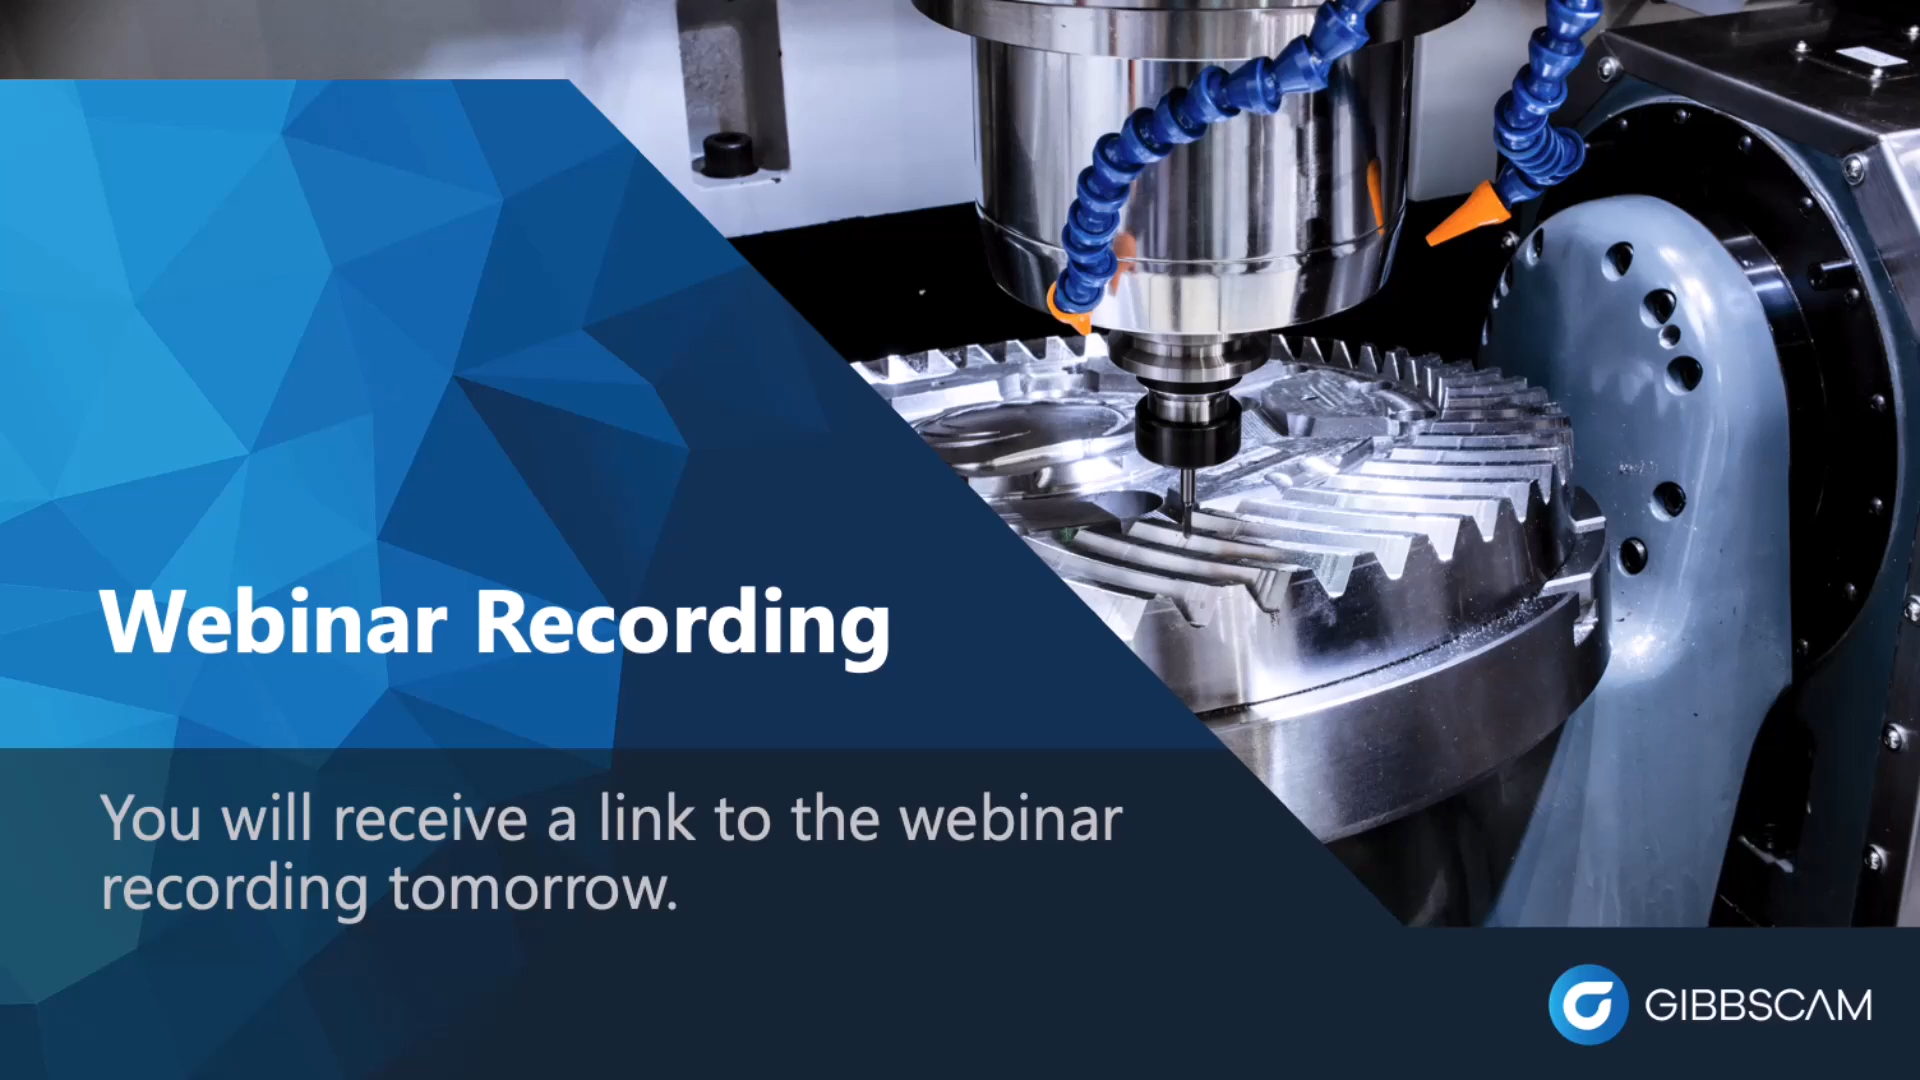 Webinar Recording
You will receive a link to the webinar
recording tomorrow.
GIBBSCAM